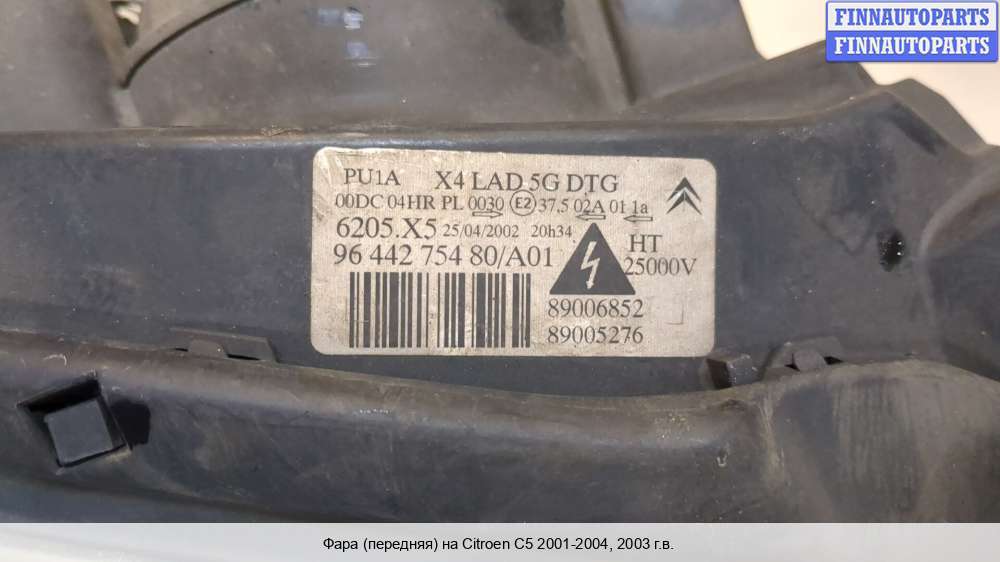 FINNAUTOPARTS
FINNAUTOPARTS
PU1A X4 LAD 5G DTG
00DC 04HR PL 0030 E2 37.5 02A 01 1a
6205.X5 25/04/2002 20h34
96 442 754 80/A01
HT
25000V
89006852
89005276
Фара (передняя) на Citroen C5 2001-2004, 2003 г.в.